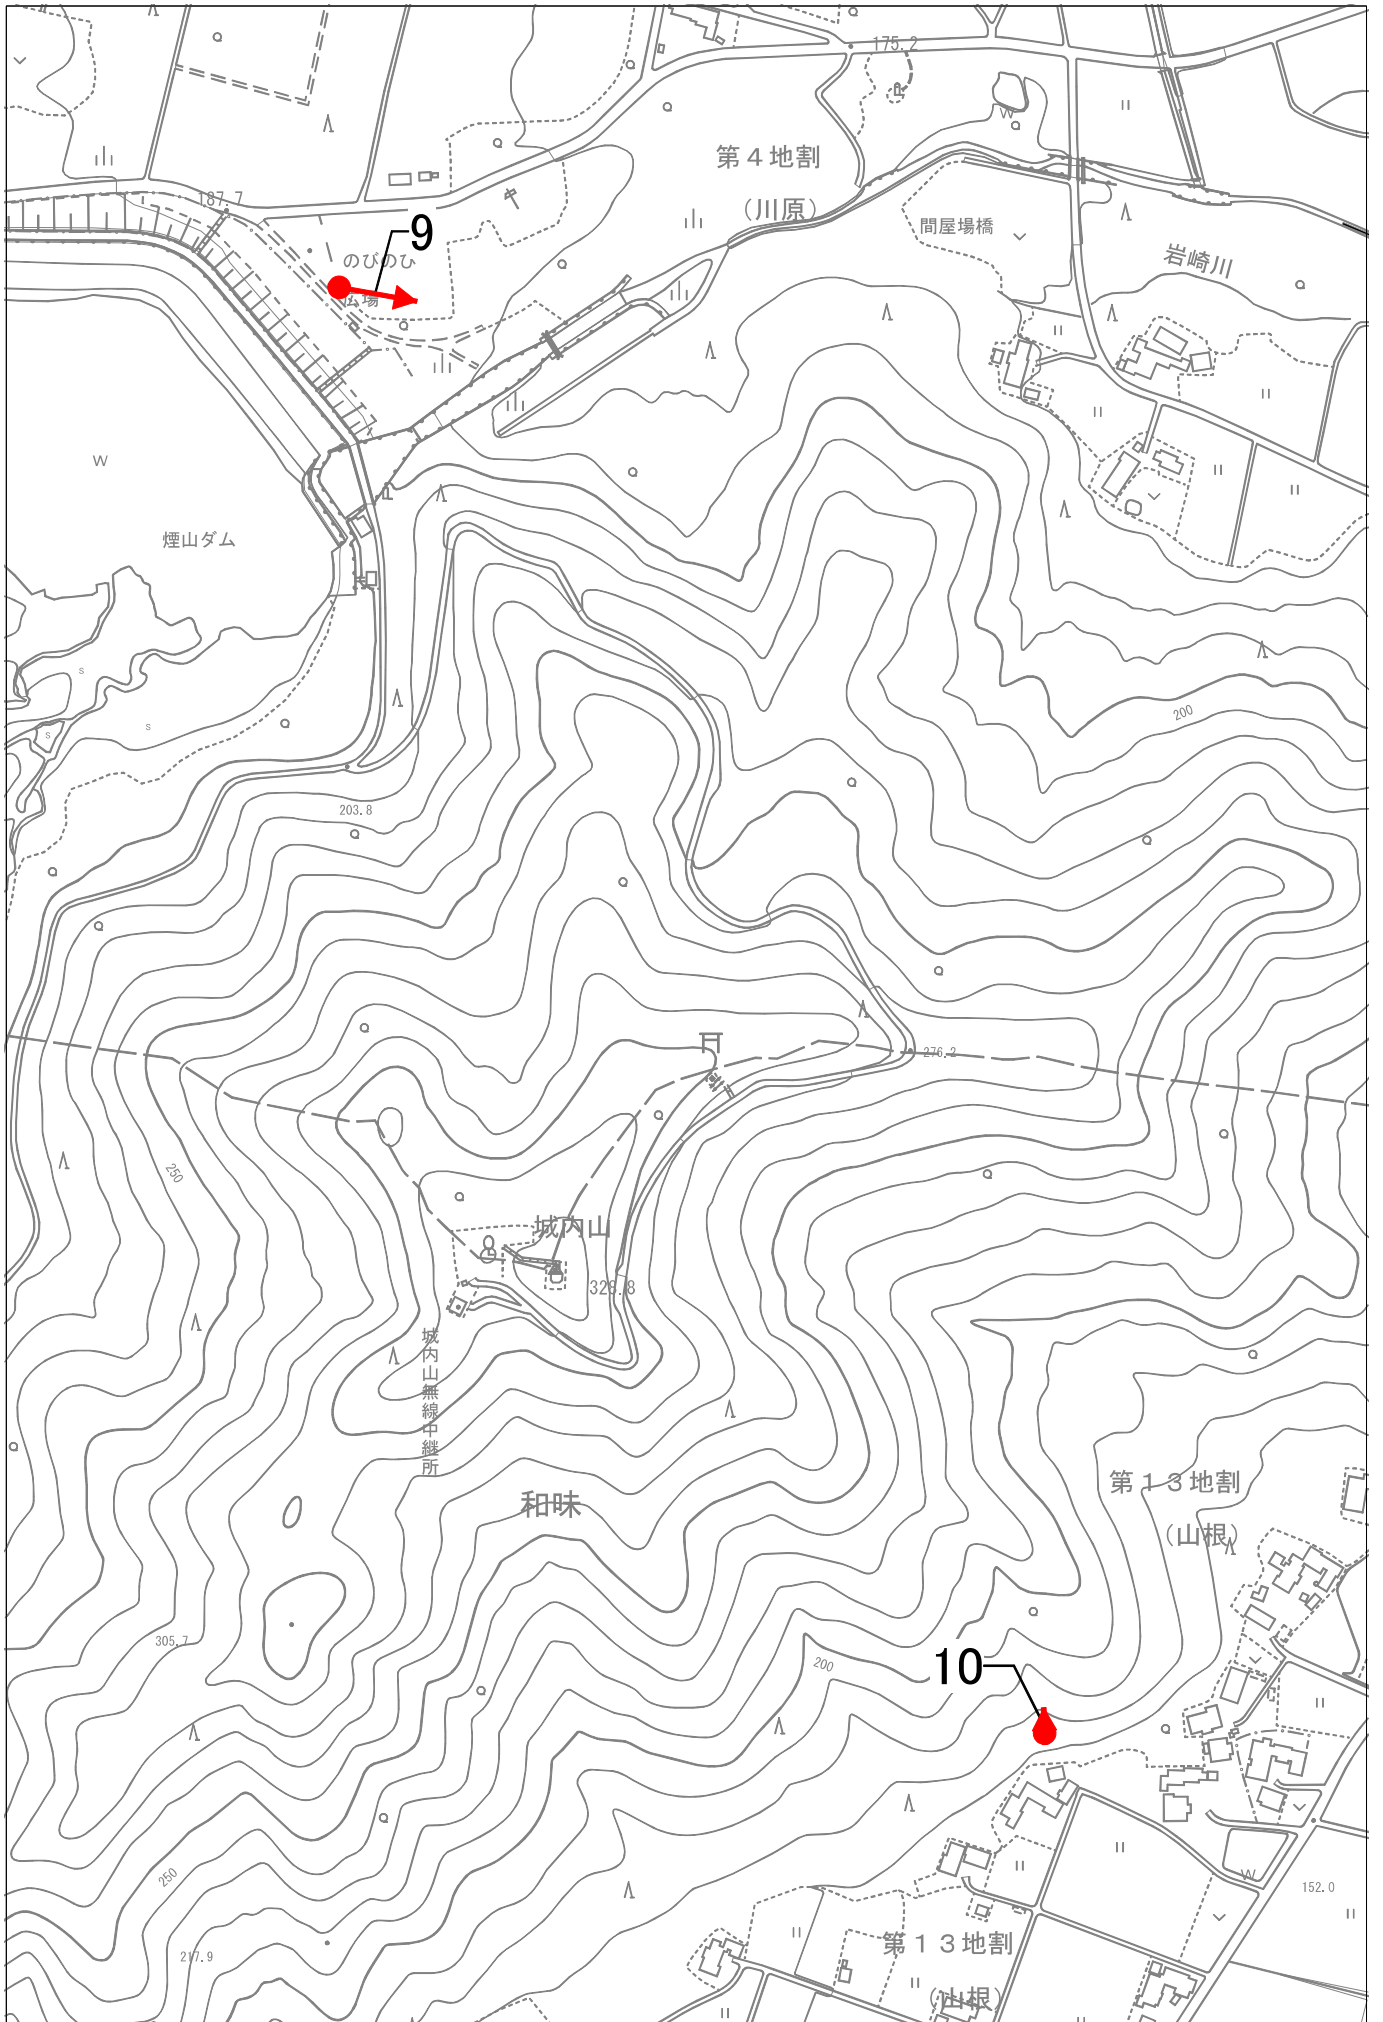 175.2
第４地割
187.7
(川原)
9
間屋場橋
のびのび
岩崎川
広場
W
煙山ダム
S
200
S
S
203.8
276.2
250
城内山
328.8
城内山無線中継所
第１３地割
和味
(山根)
305.7
200
10
250
W
152.0
第１３地割
217.9
(山根)